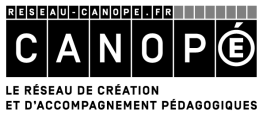 RESEAU-CANOPE.FR
CANOPÉ
LE RÉSEAU DE CRÉATION
ET D'ACCOMPAGNEMENT PÉDAGOGIQUES